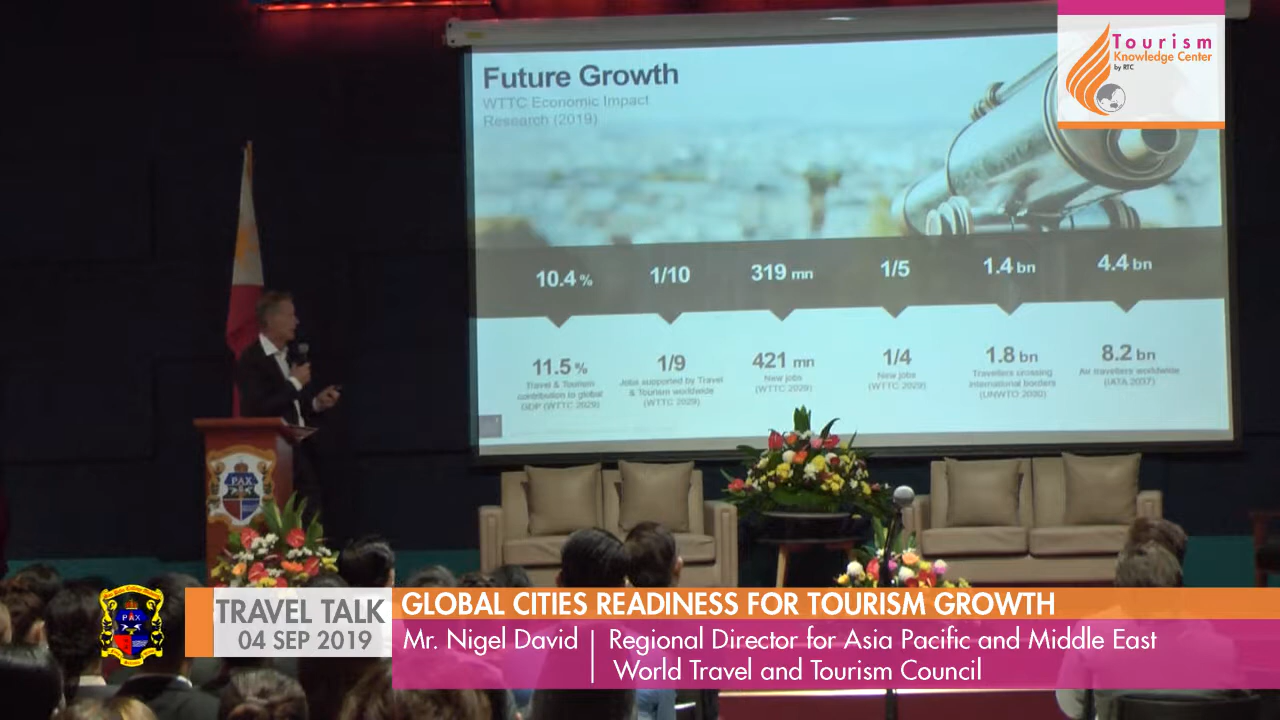 Future Growth
WTTC Economic Impact
Research (2019)
Tourism
Knowledge Center
by RTC
10.4 %
1/10
319 mn
1/5
1.4 bn
4.4 bn
11.5 %
Travel & Tourism
contribution to global
GDP (WTTC 2029)
1/9
Jobs supported by Travel
& Tourism worldwide
(WTTC 2029)
421 mn
New jobs
(WTTC 2029)
1/4
New jobs
(WTTC 2029)
1.8 bn
Travellers crossing
international borders
(UNWTO 2030)
8.2 bn
Air travellers worldwide
(IATA 2037)
PAX
PAX
TRAVEL TALK
04 SEP 2019
GLOBAL CITIES READINESS FOR TOURISM GROWTH
Mr. Nigel David | Regional Director for Asia Pacific and Middle East
World Travel and Tourism Council